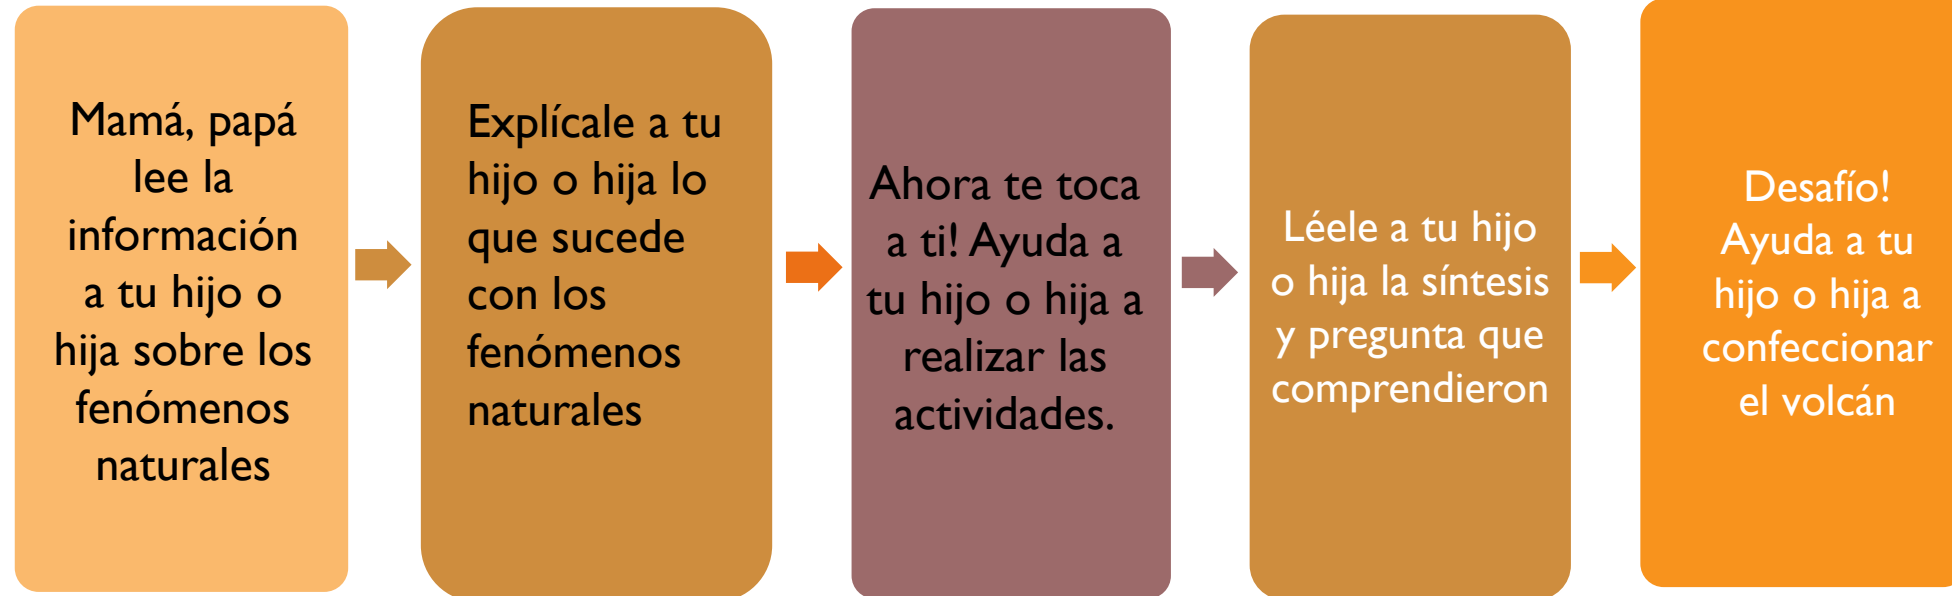 Mamá, papá
lee la
información
a tu hijo o
hija sobre los
fenómenos
naturales
Explícale a tu
hijo o hija lo
que sucede
con los
fenómenos
naturales
Ahora te toca
a ti! Ayuda a
tu hijo o hija a
realizar las
actividades.
Léele a tu hijo
o hija la síntesis
y pregunta que
comprendieron
Desafío!
Ayuda a tu
hijo o hija a
confeccionar
el volcán